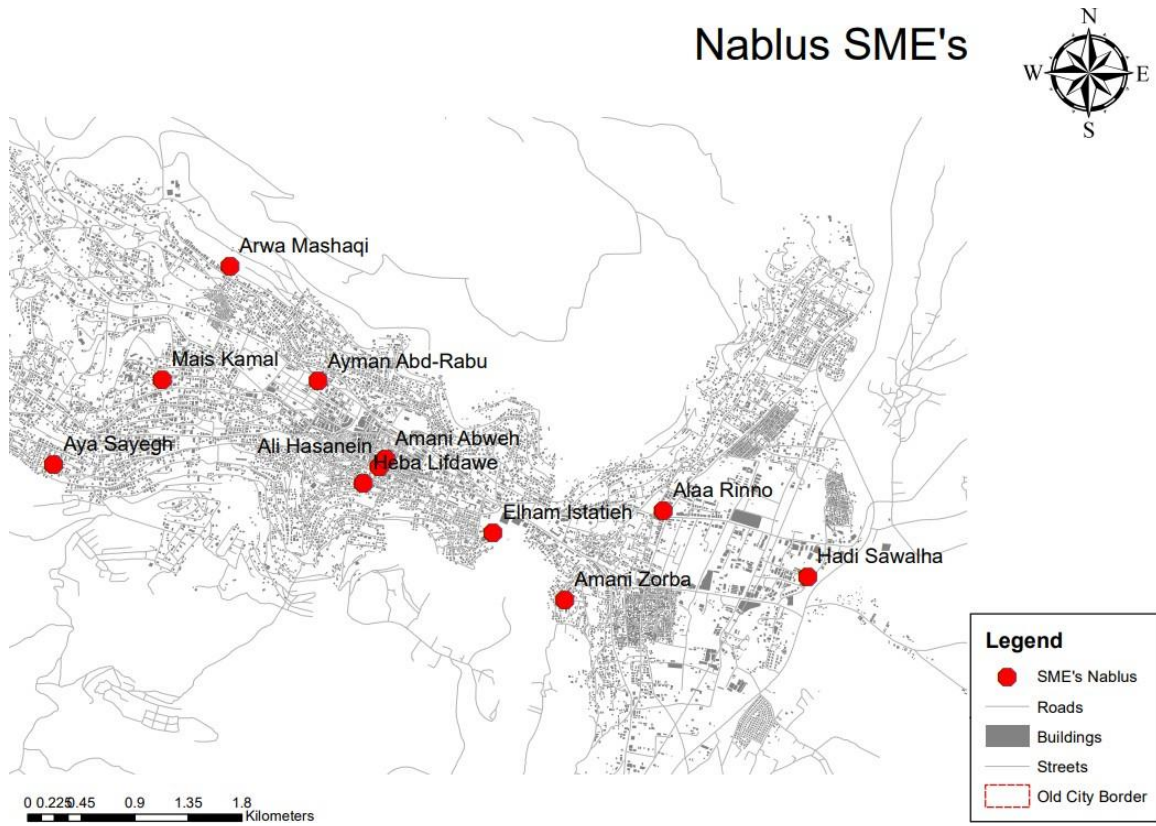 Nablus SME's
N
W E
S
Arwa Mashaqi
Mais Kamal
Ayman Abd-Rabu
Aya Sayegh
Ali Hasanein
Amani Abweh
Heba Lifdawe
Elham Istatieh
Alaa Rinno
Hadi Sawalha
Amani Zorba
Legend
SME's Nablus
Roads
Buildings
Streets
Old City Border
0 0.225 0.45 0.9 1.35 1.8
Kilometers